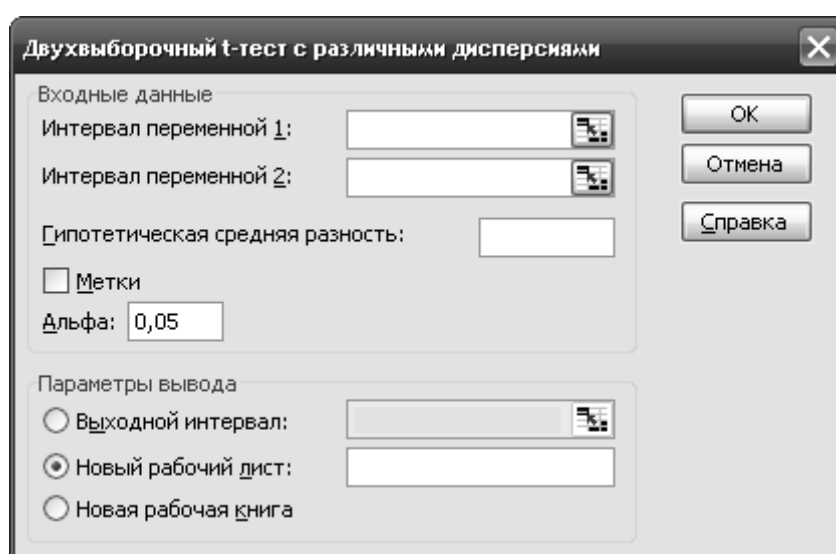 Двухвыборочный t-тест с различными дисперсиями
Входные данные
Интервал переменной 1:
Интервал переменной 2:
Гипотетическая средняя разность:
Метки
Альфа: 0,05
Параметры вывода
Выходной интервал:
Новый рабочий лист:
Новая рабочая книга
ОК
Отмена
Справка